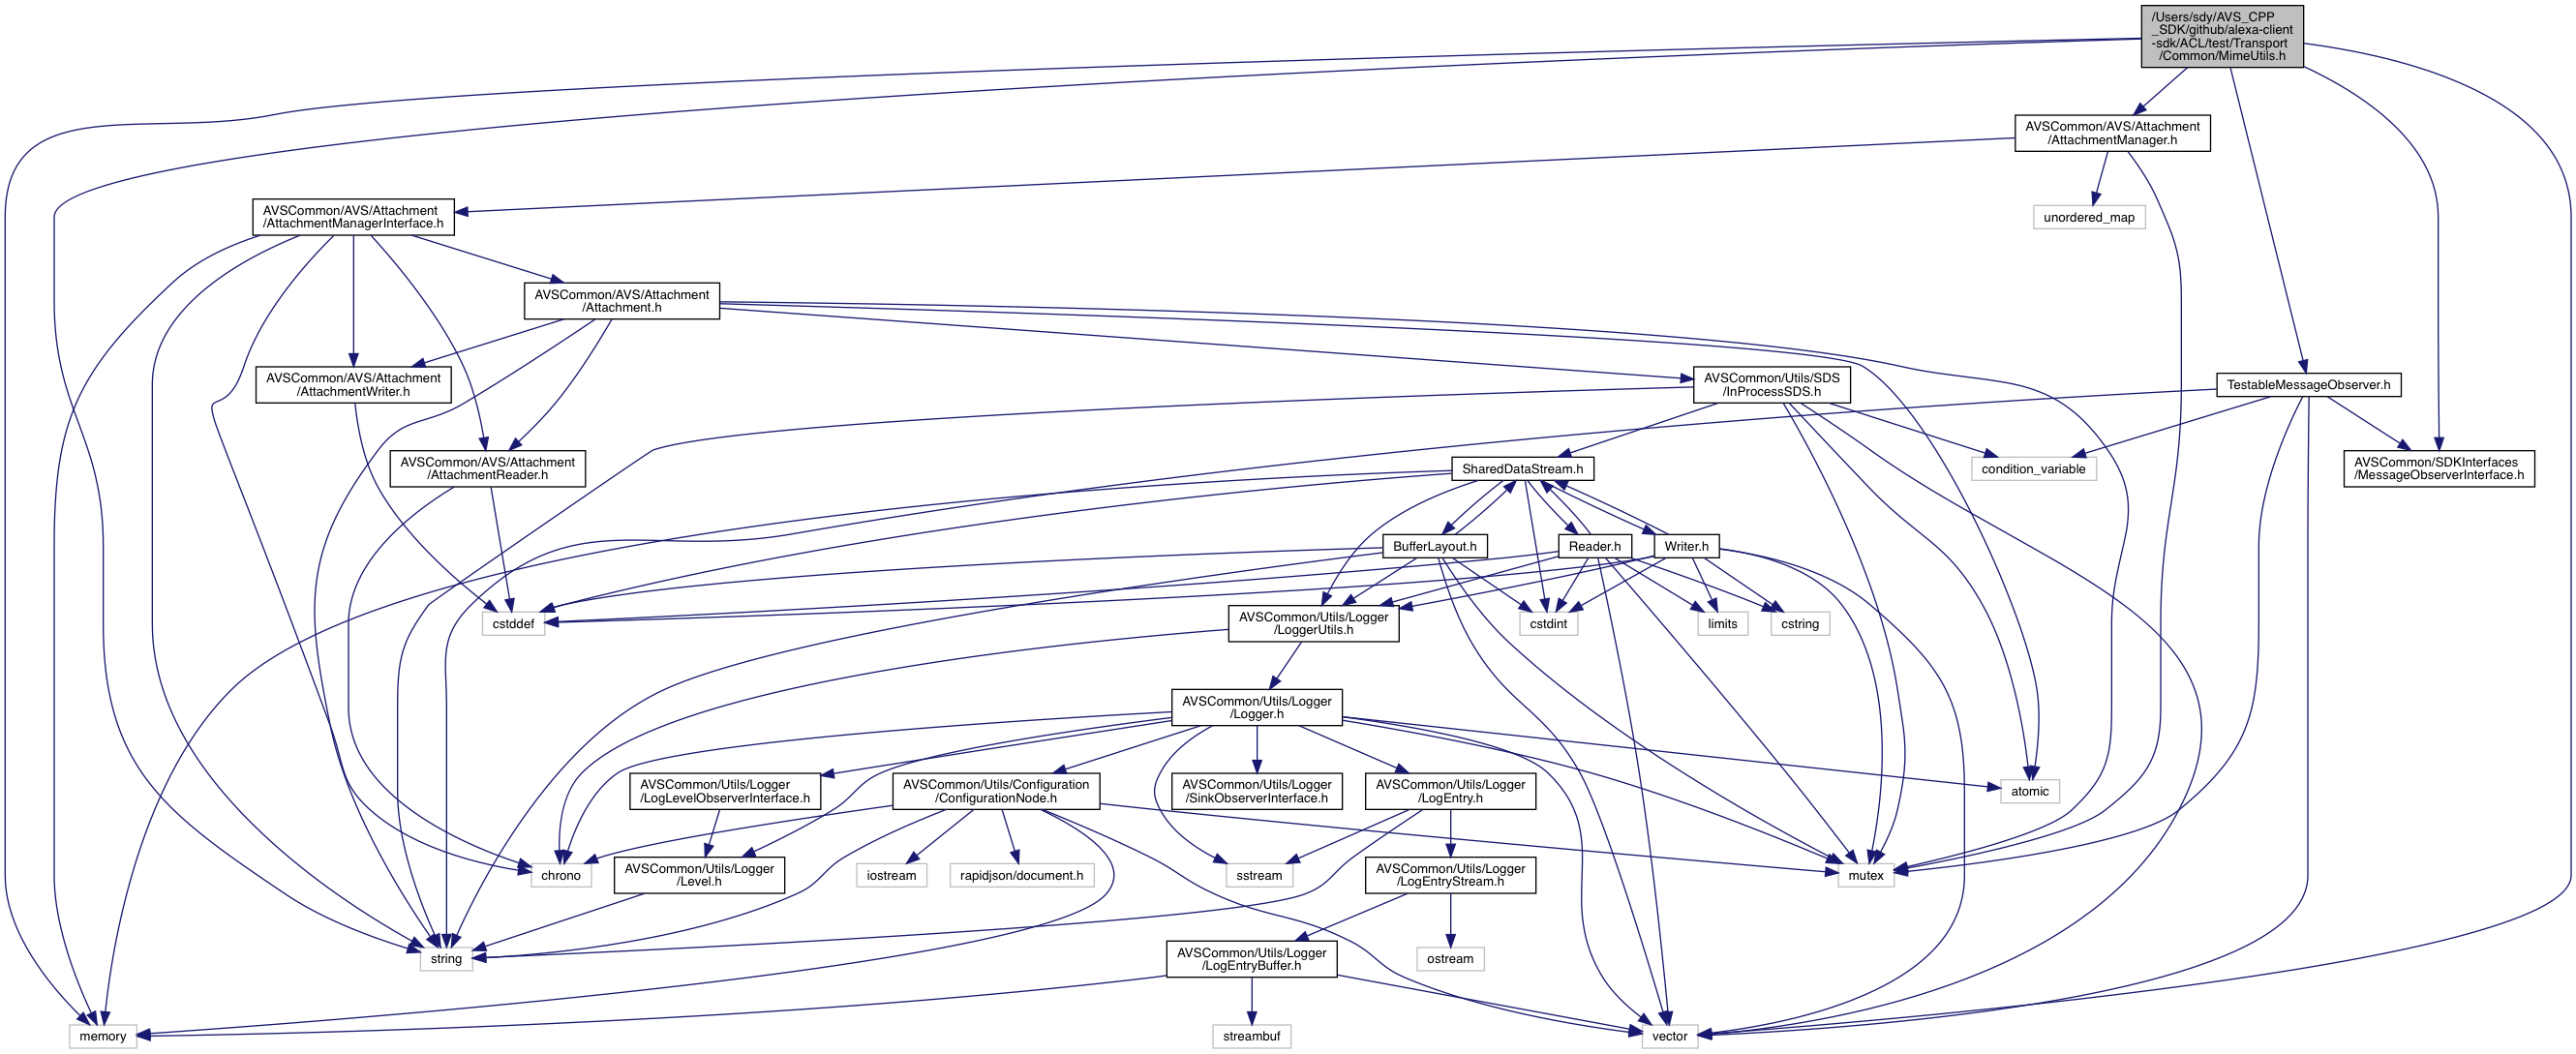 /Users/sdy/AVS_CPP
_SDK/github/alexa-client
-sdk/ACL/test/Transport
/Common/MimeUtils.h
AVSCommon/AVS/Attachment
/AttachmentManager.h
AVSCommon/AVS/Attachment
/AttachmentManagerInterface.h
unordered_map
AVSCommon/AVS/Attachment
/Attachment.h
AVSCommon/AVS/Attachment
/AttachmentWriter.h
AVSCommon/Utils/SDS
/InProcessSDS.h
TestableMessageObserver.h
AVSCommon/AVS/Attachment
/AttachmentReader.h
SharedDataStream.h
condition_variable
AVSCommon/SDKInterfaces
/MessageObserverInterface.h
BufferLayout.h
Reader.h
Writer.h
cstddef
AVSCommon/Utils/Logger
/LoggerUtils.h
cstdint
limits
cstring
AVSCommon/Utils/Logger
/Logger.h
AVSCommon/Utils/Logger
/LogLevelObserverInterface.h
AVSCommon/Utils/Configuration
/ConfigurationNode.h
AVSCommon/Utils/Logger
/SinkObserverInterface.h
AVSCommon/Utils/Logger
/LogEntry.h
atomic
chrono
AVSCommon/Utils/Logger
/Level.h
iostream
rapidjson/document.h
sstream
AVSCommon/Utils/Logger
/LogEntryStream.h
mutex
string
AVSCommon/Utils/Logger
/LogEntryBuffer.h
ostream
memory
streambuf
vector